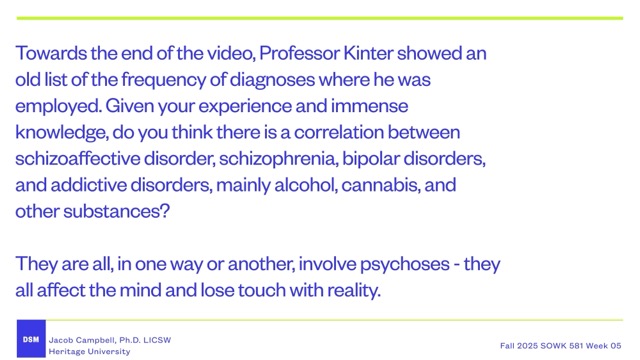 Towards the end of the video, Professor Kinter showed an
old list of the frequency of diagnoses where he was
employed. Given your experience and immense
knowledge, do you think there is a correlation between
schizoaffective disorder, schizophrenia, bipolar disorders,
and addictive disorders, mainly alcohol, cannabis, and
other substances?
They are all, in one way or another, involve psychoses - they
all affect the mind and lose touch with reality.
DSM
Jacob Campbell, Ph.D. LICSW
Heritage University
Fall 2025 SOWK 581 Week 05